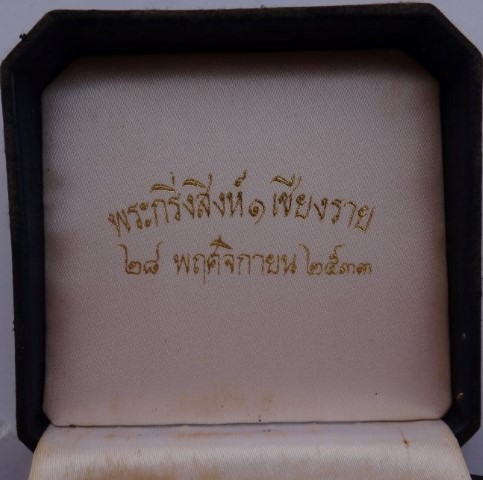 พระกริ่งสิงห์๑ เชียงราย
๒๘ พฤศจิกายน ๒๕๓๓